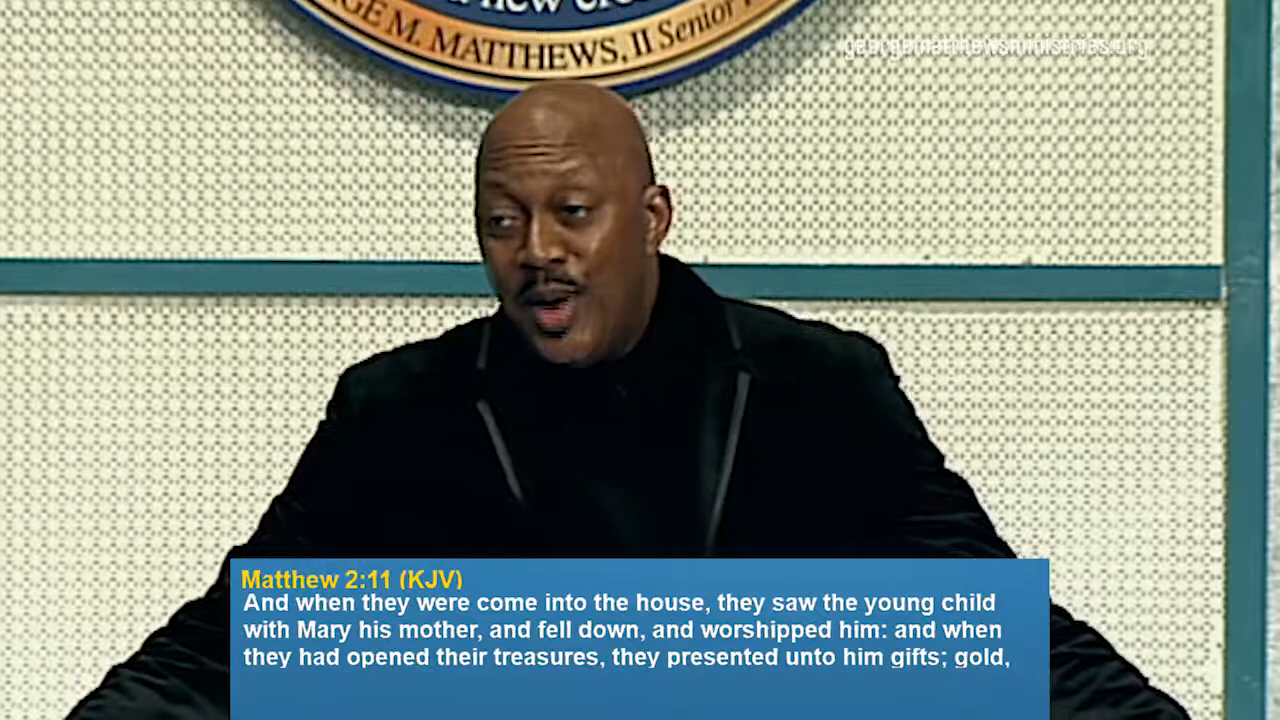 new
GE M. MATTHEWS, II Senior
georgematthewsministries.org
Matthew 2:11 (KJV)
And when they were come into the house, they saw the young child
with Mary his mother, and fell down, and worshipped him: and when
they had opened their treasures, they presented unto him gifts; gold,